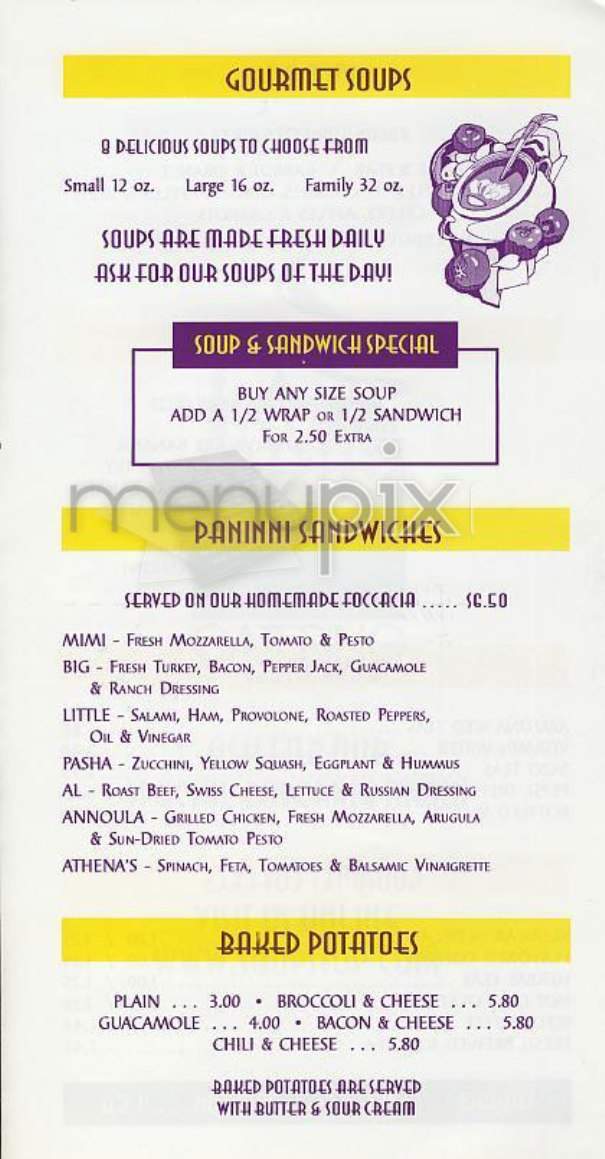 GOURMET SOUPS
8 DELICIOUS SOUPS TO CHOOSE FROM
Small 12 oz. Large 16 oz. Family 32 oz.
SOUPS ARE MADE FRESH DAILY
ASK FOR OUR SOUPS OF THE DAY!
SOUP & SANDWICH SPECIAL
BUY ANY SIZE SOUP
ADD A 1/2 WRAP OR 1/2 SANDWICH
FOR 2.50 EXTRA
menupix
PANINNI SANDWICHES
SERVED ON OUR HOMEMADE FOCCACIA ..... $6.50
MIMI - FRESH MOZZARELLA, TOMATO & PESTO
BIG - FRESH TURKEY, BACON, PEPPER JACK, GUACAMOLE
& RANCH DRESSING
LITTLE - SALAMI, HAM, PROVOLONE, ROASTED PEPPERS,
OIL & VINEGAR
PASHA - ZUCCHINI, YELLOW SQUASH, EGGPLANT & HUMMUS
AL - ROAST BEEF, SWISS CHEESE, LETTUCE & RUSSIAN DRESSING
ANNOULA - GRILLED CHICKEN, FRESH MOZZARELLA, ARUGULA
& SUN-DRIED TOMATO PESTO
ATHENA'S - SPINACH, FETA, TOMATOES & BALSAMIC VINAIGRETTE
BAKED POTATOES
PLAIN ... 3.00 • BROCCOLI & CHEESE ... 5.80
GUACAMOLE ... 4.00 • BACON & CHEESE ... 5.80
CHILI & CHEESE ... 5.80
BAKED POTATOES ARE SERVED
WITH BUTTER & SOUR CREAM